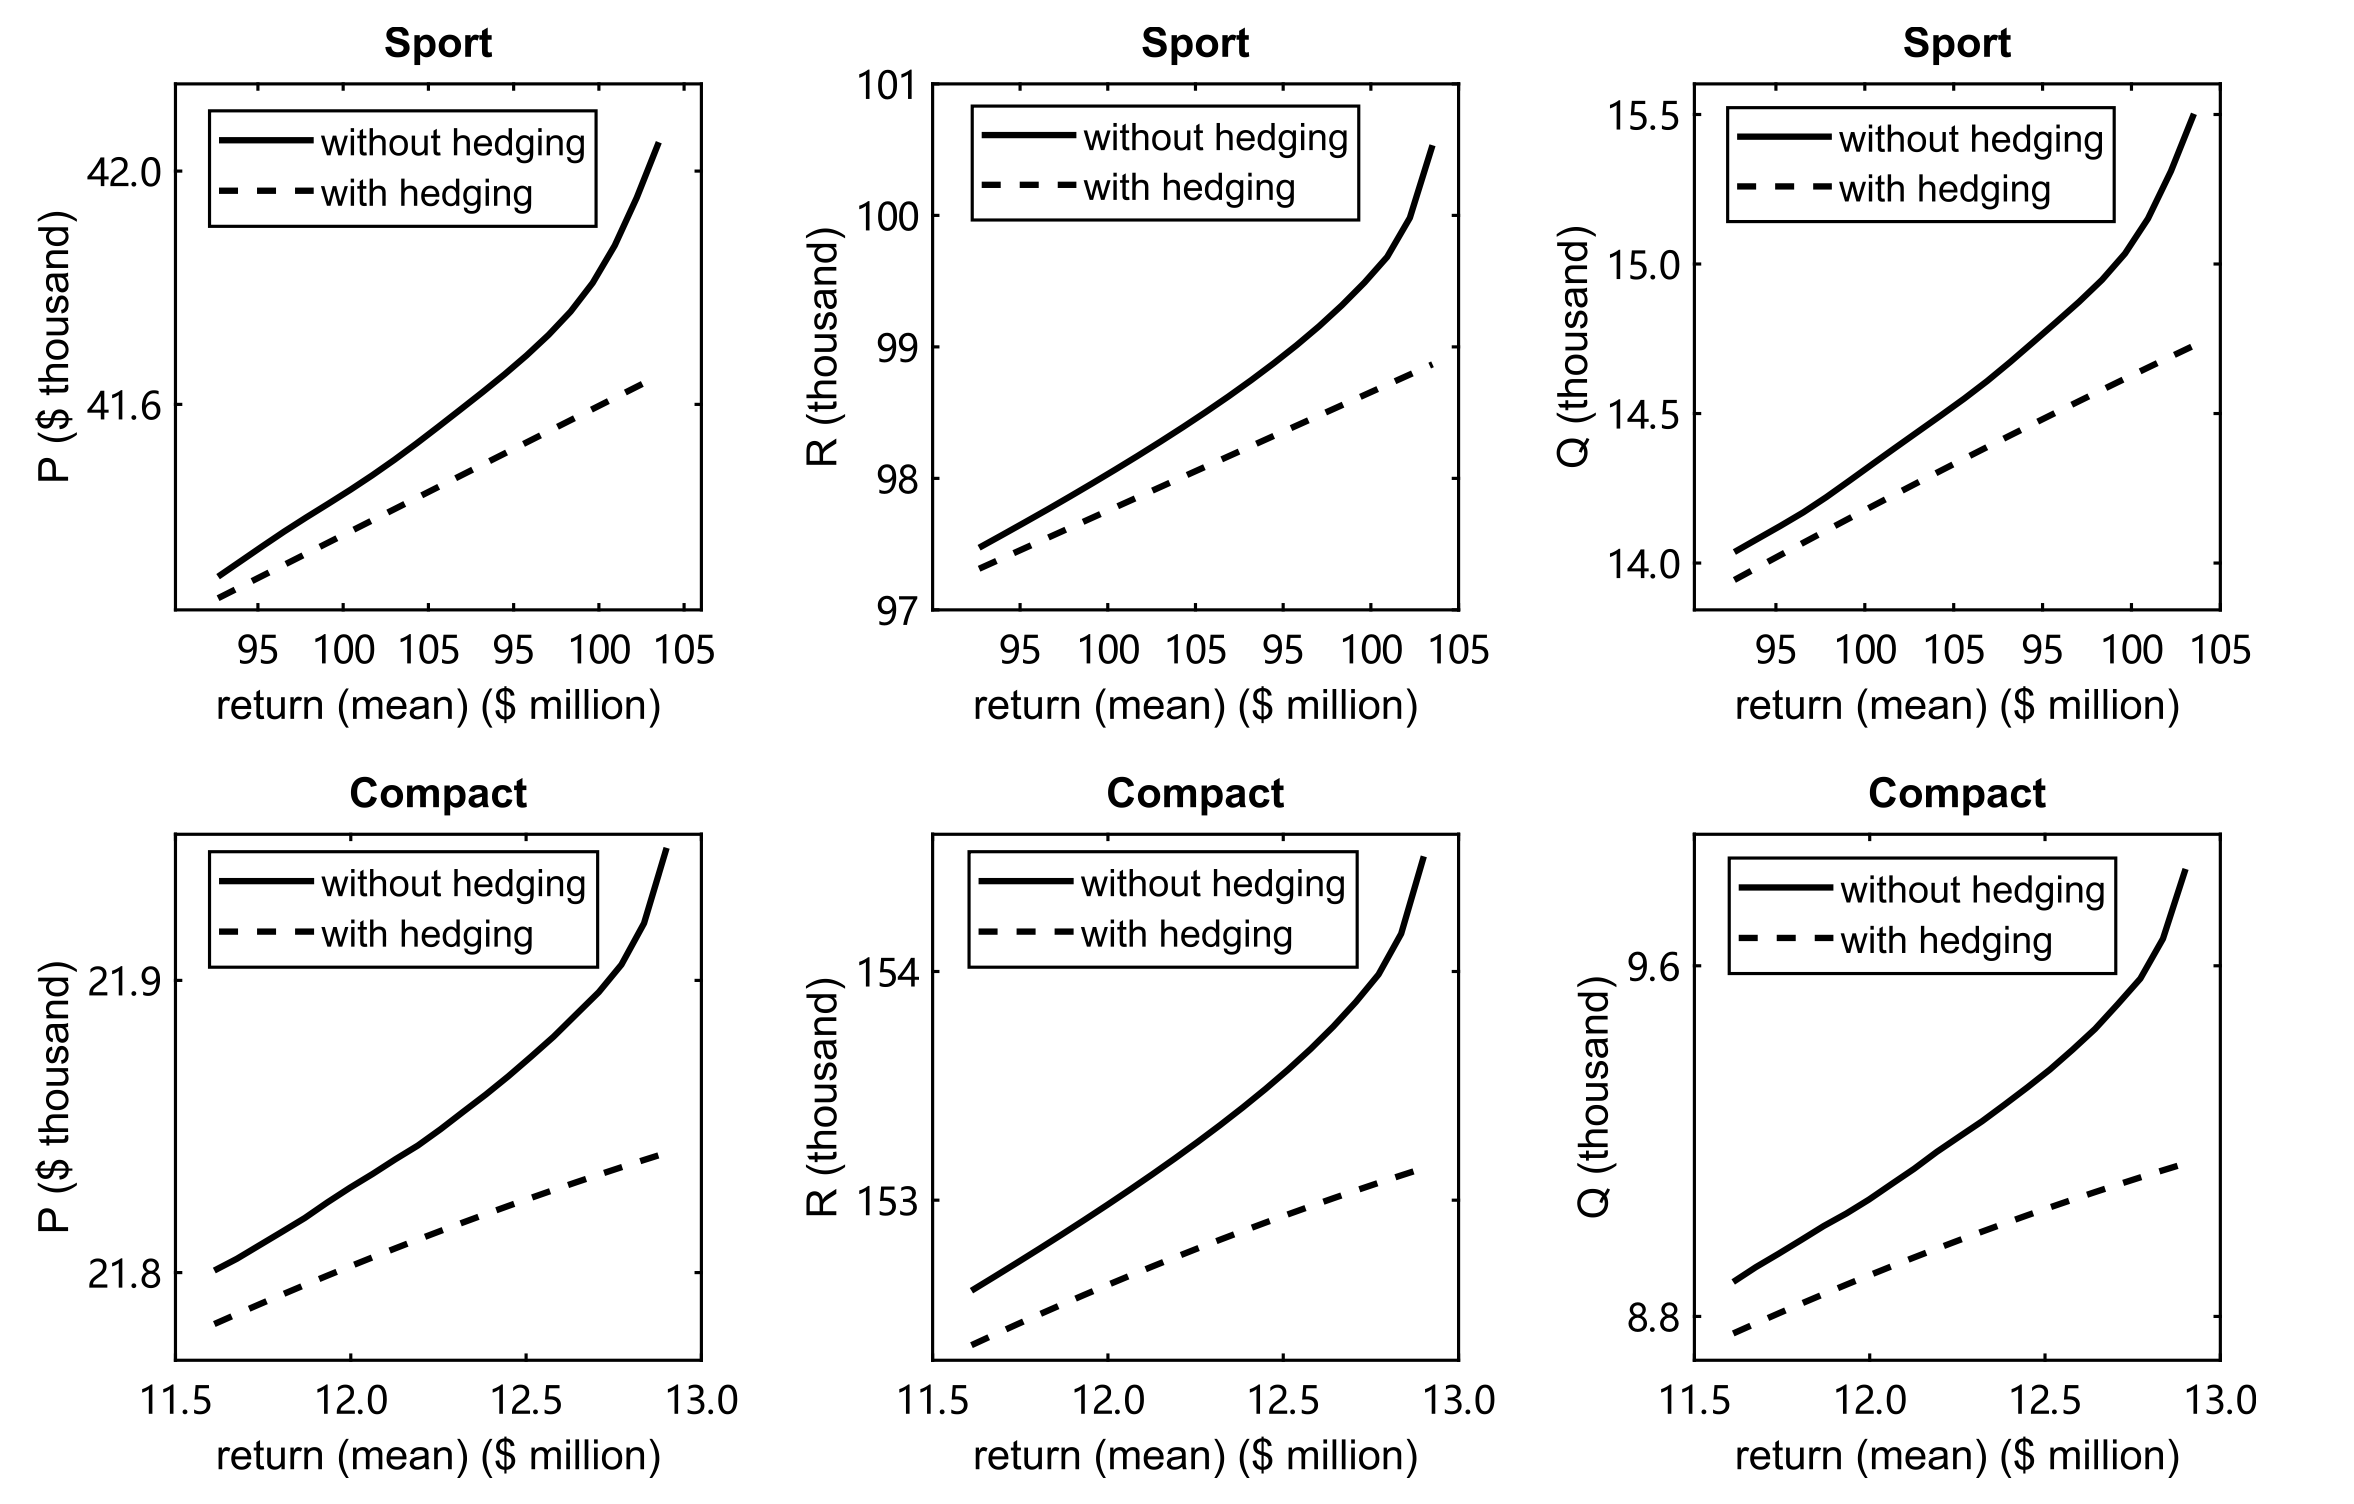 Sport
without hedging
with hedging
42.0
41.6
P ($ thousand)
95 100 105 95 100 105
return (mean) ($ million)
Sport
without hedging
with hedging
101
100
99
98
97
R (thousand)
95 100 105 95 100 105
return (mean) ($ million)
Sport
without hedging
with hedging
15.5
15.0
14.5
14.0
Q (thousand)
95 100 105 95 100 105
return (mean) ($ million)
Compact
without hedging
with hedging
21.9
21.8
P ($ thousand)
11.5 12.0 12.5 13.0
return (mean) ($ million)
Compact
without hedging
with hedging
154
153
R (thousand)
11.5 12.0 12.5 13.0
return (mean) ($ million)
Compact
without hedging
with hedging
9.6
8.8
Q (thousand)
11.5 12.0 12.5 13.0
return (mean) ($ million)